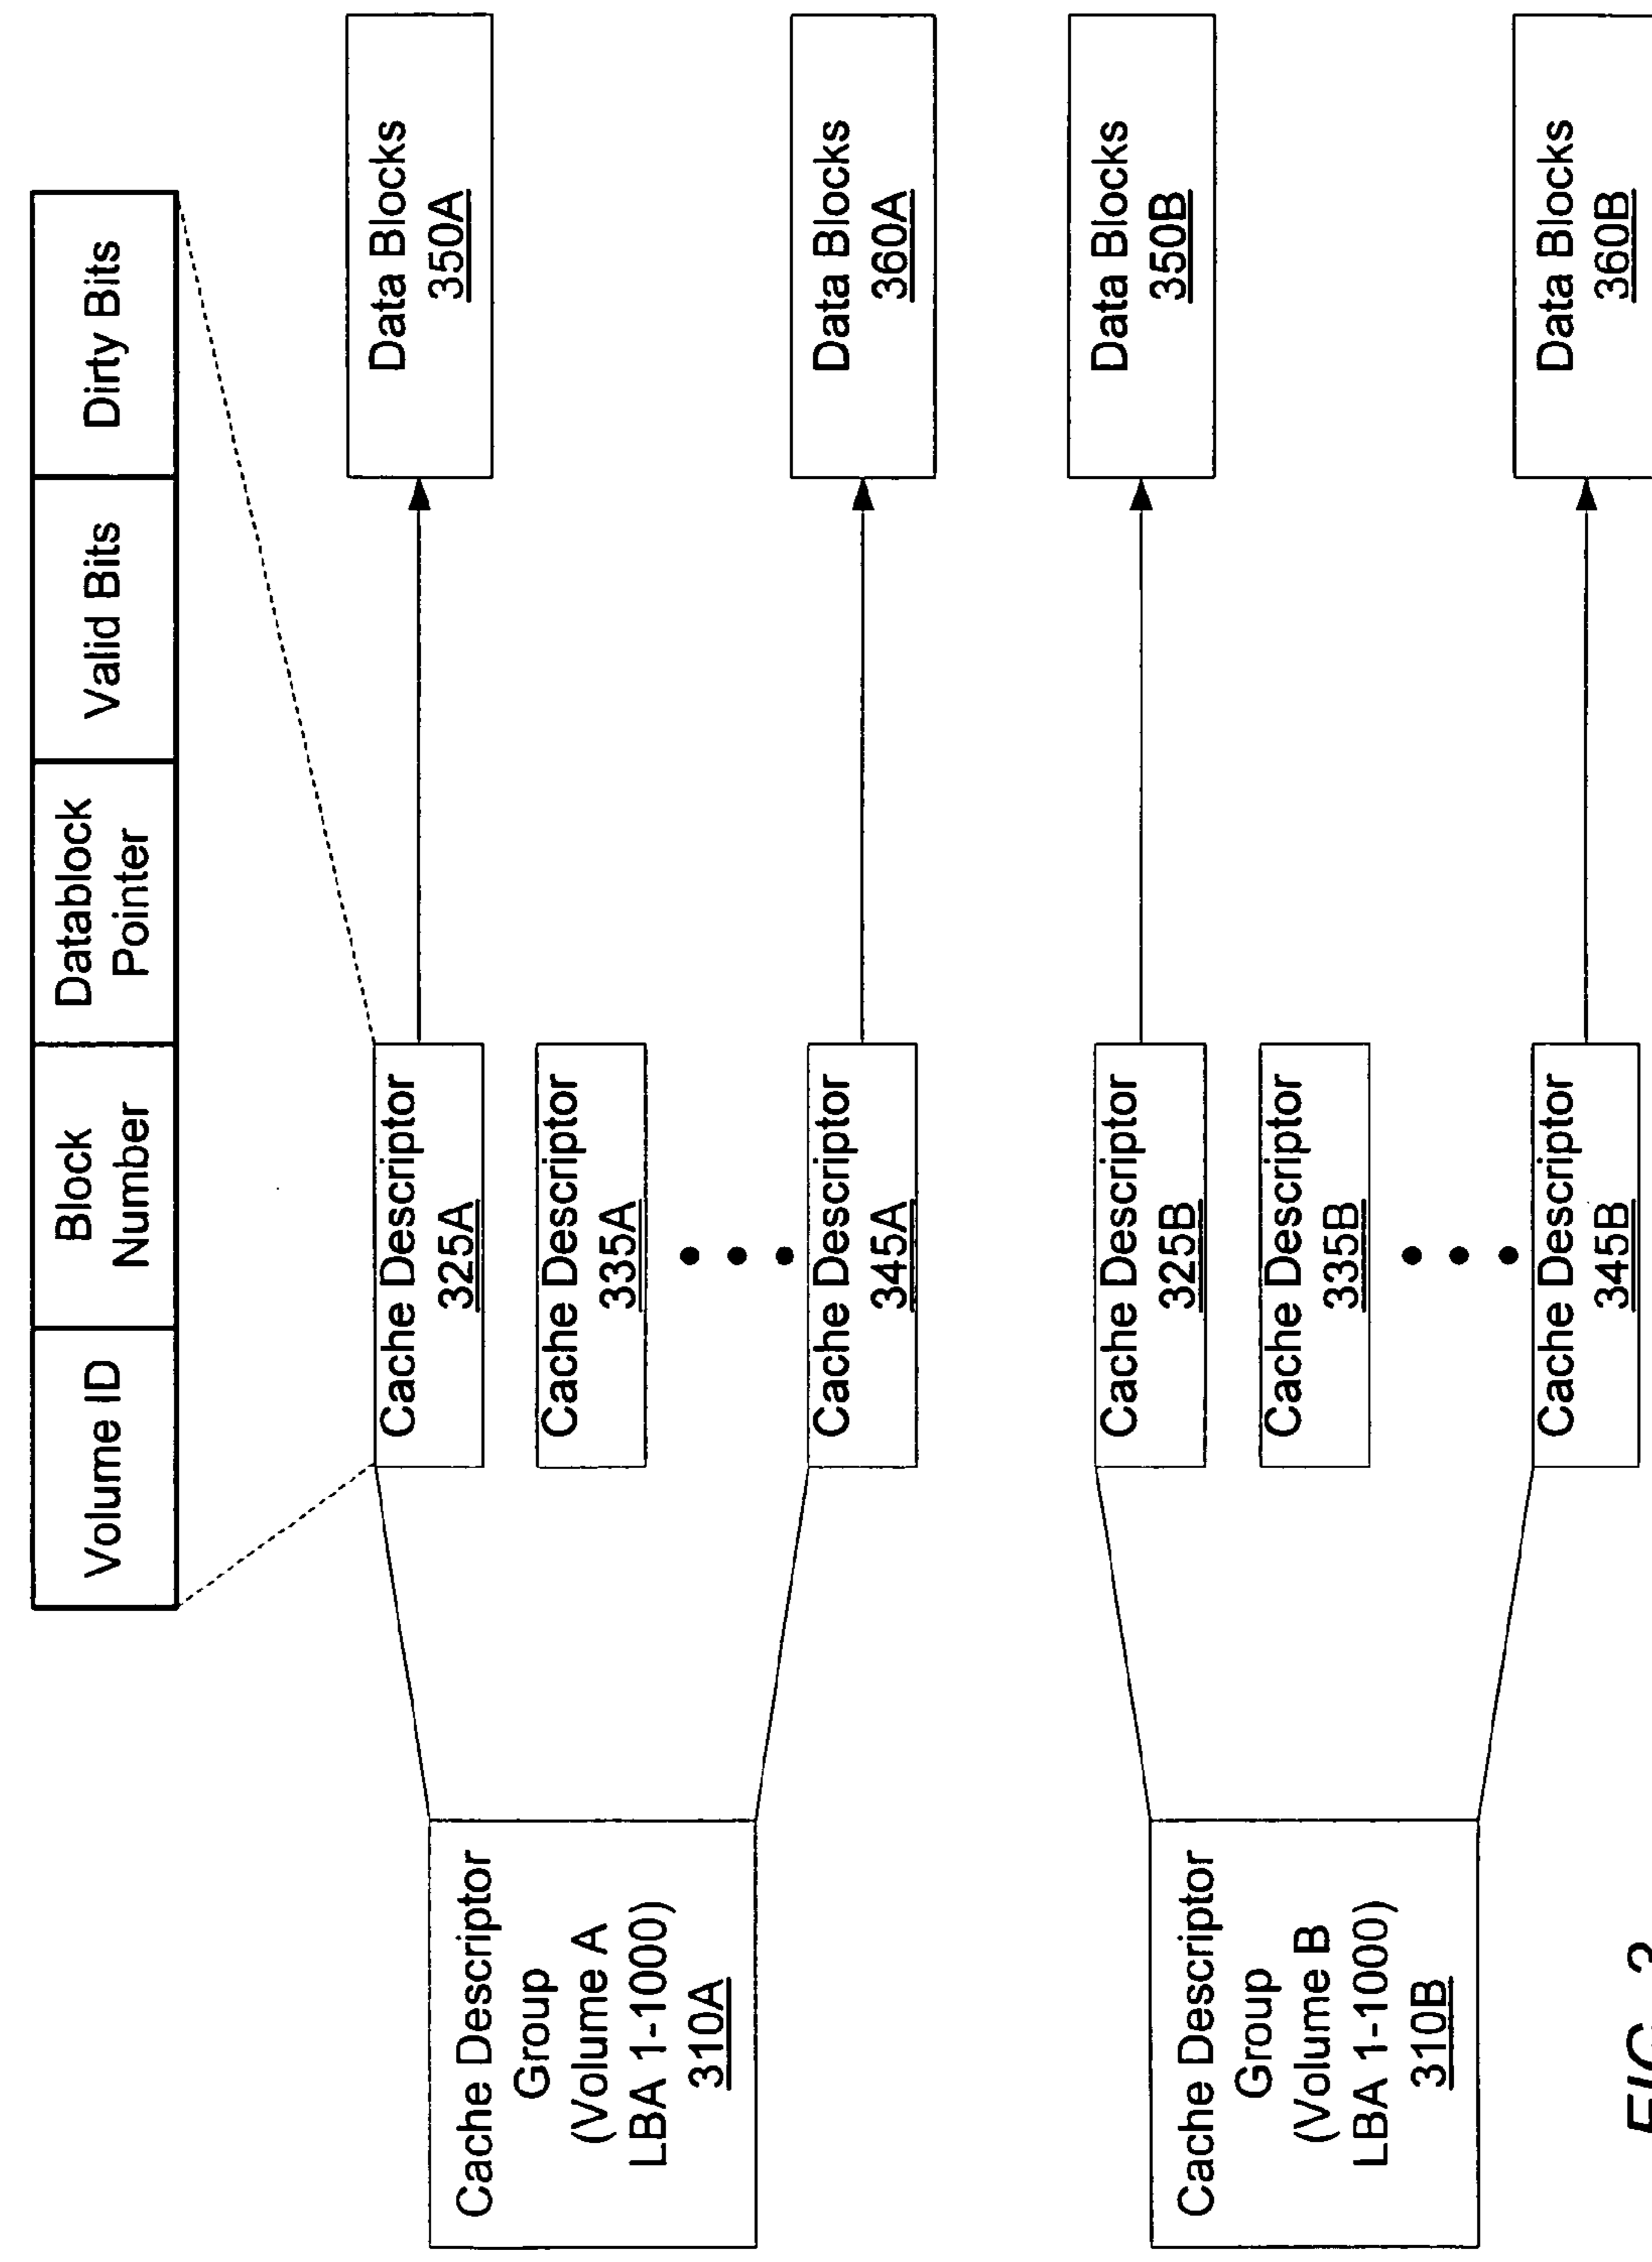 Volume ID
Block
Number
Datablock
Pointer
Valid Bits
Dirty Bits
Cache Descriptor
Group
(Volume A
LBA 1-1000)
310A
Cache Descriptor
325A
Cache Descriptor
335A
Cache Descriptor
345A
Data Blocks
350A
Data Blocks
360A
Cache Descriptor
Group
(Volume B
LBA 1-1000)
310B
Cache Descriptor
325B
Cache Descriptor
335B
Cache Descriptor
345B
Data Blocks
350B
Data Blocks
360B
FIG.